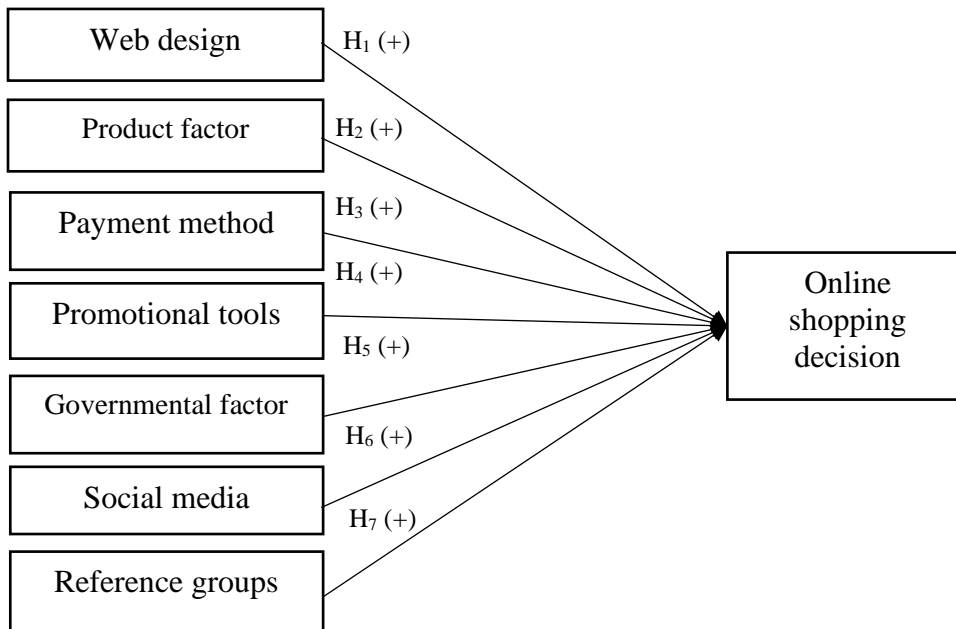 Web design
H₁ (+)
Product factor
H₂ (+)
Payment method
H₃ (+)
H₄ (+)
Promotional tools
H₅ (+)
Governmental factor
H₆ (+)
Social media
H₇ (+)
Reference groups
Online
shopping
decision